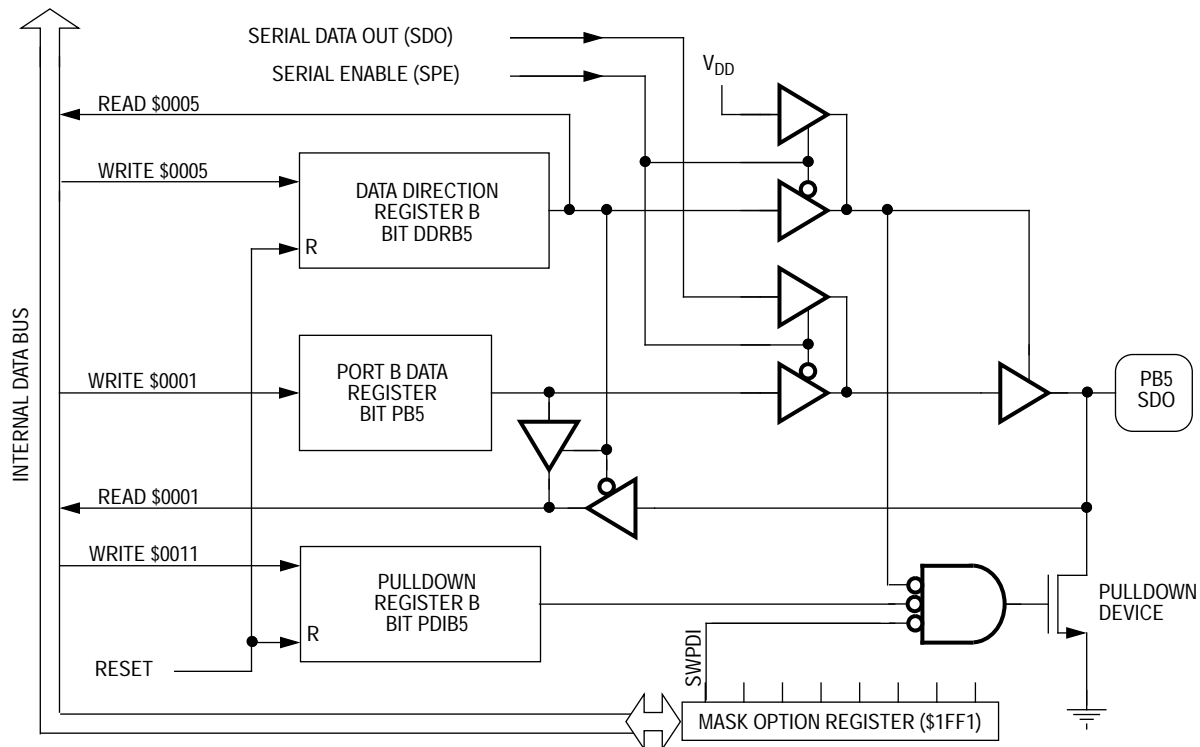 SERIAL DATA OUT (SDO)
SERIAL ENABLE (SPE)
VDD
READ $0005
WRITE $0005
DATA DIRECTION
REGISTER B
BIT DDRB5
R
INTERNAL DATA BUS
WRITE $0001
PORT B DATA
REGISTER
BIT PB5
PB5
SDO
READ $0001
WRITE $0011
PULLDOWN
REGISTER B
BIT PDIB5
R
PULLDOWN
DEVICE
RESET
SWPDI
MASK OPTION REGISTER ($1FF1)